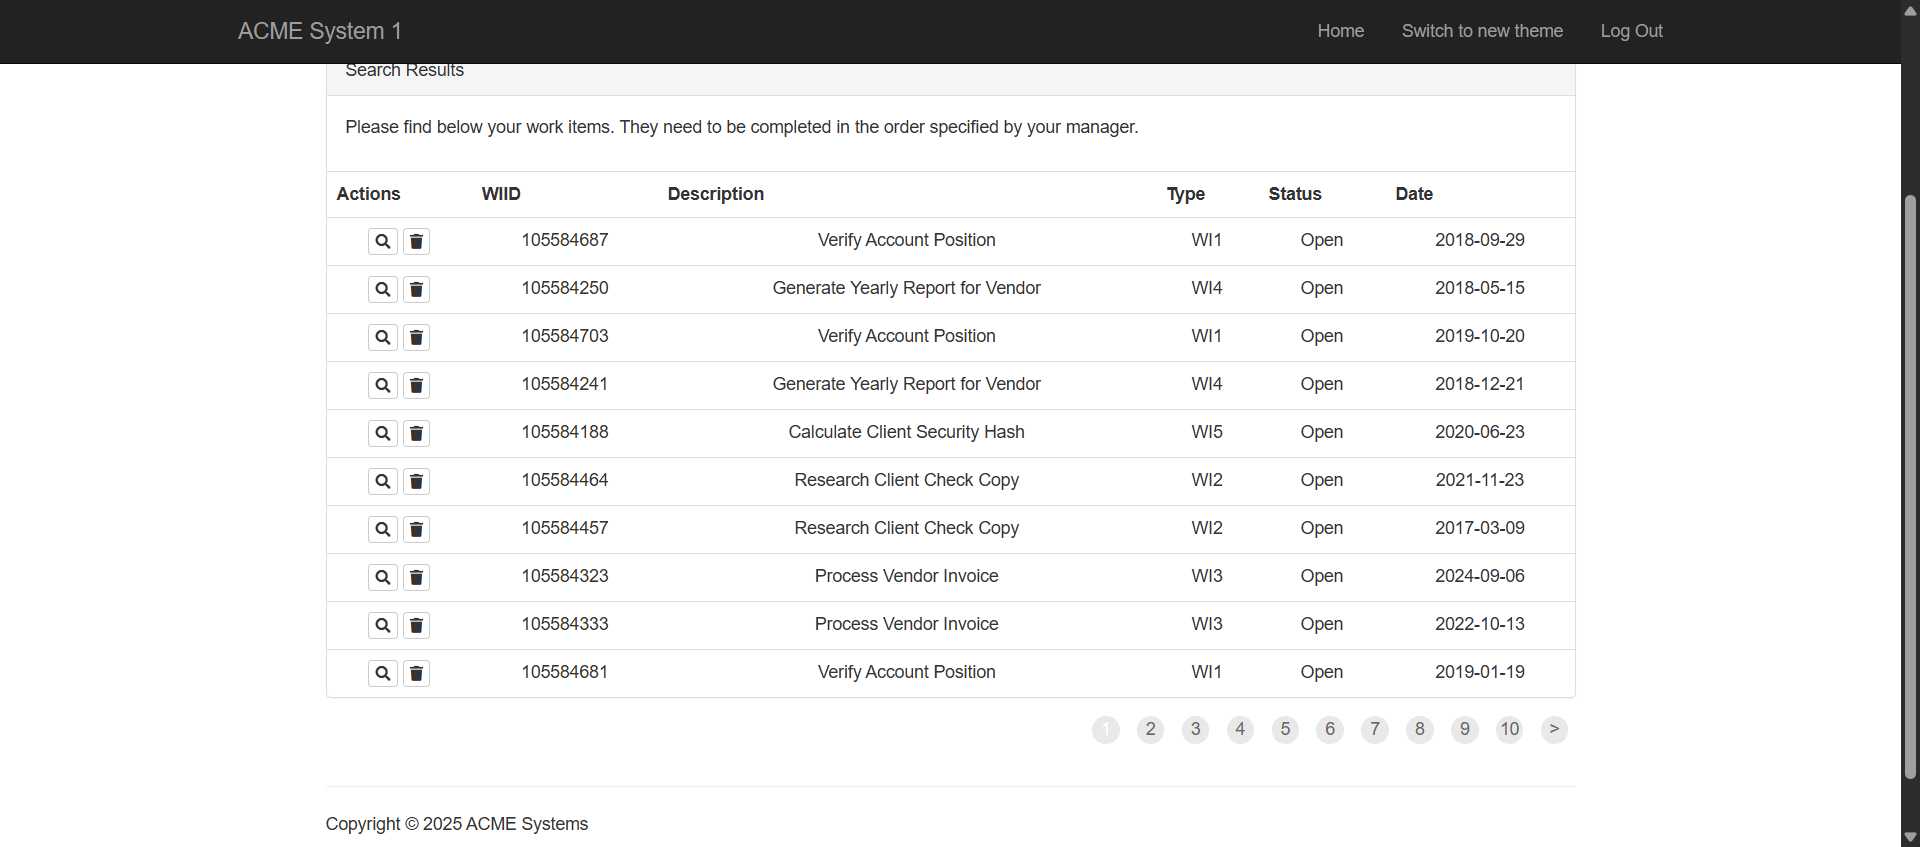 ACME System 1 Home Switch to new theme Log Out
Search Results
Please find below your work items. They need to be completed in the order specified by your manager.
Actions WIID Description Type Status Date
105584687 Verify Account Position WI1 Open 2018-09-29
105584250 Generate Yearly Report for Vendor WI4 Open 2018-05-15
105584703 Verify Account Position WI1 Open 2019-10-20
105584241 Generate Yearly Report for Vendor WI4 Open 2018-12-21
105584188 Calculate Client Security Hash WI5 Open 2020-06-23
105584464 Research Client Check Copy WI2 Open 2021-11-23
105584457 Research Client Check Copy WI2 Open 2017-03-09
105584323 Process Vendor Invoice WI3 Open 2024-09-06
105584333 Process Vendor Invoice WI3 Open 2022-10-13
105584681 Verify Account Position WI1 Open 2019-01-19
1 2 3 4 5 6 7 8 9 10 >
Copyright © 2025 ACME Systems